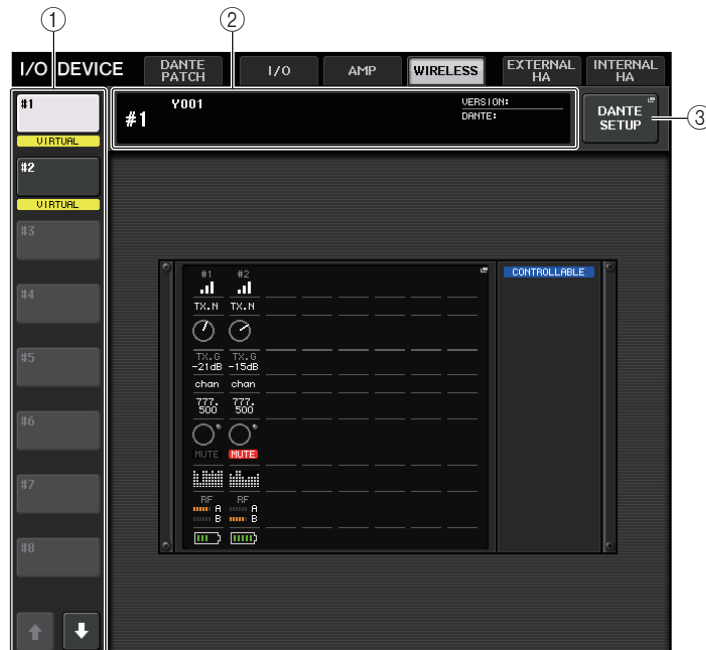 ① ②
I/O DEVICE DANTE PATCH I/O AMP WIRELESS EXTERNAL HA INTERNAL HA
#1
VIRTUAL
#1 Y001 VERSION:
DANTE:
DANTE SETUP ③
#2
VIRTUAL
#3
#4
#5
#6
#7
#8
#1 #2 CONTROLLABLE
TX.N TX.N
TX.G TX.G
-21dB -15dB
chan chan
777. 777.
500 500
MUTE MUTE
RF RF
A A
B B